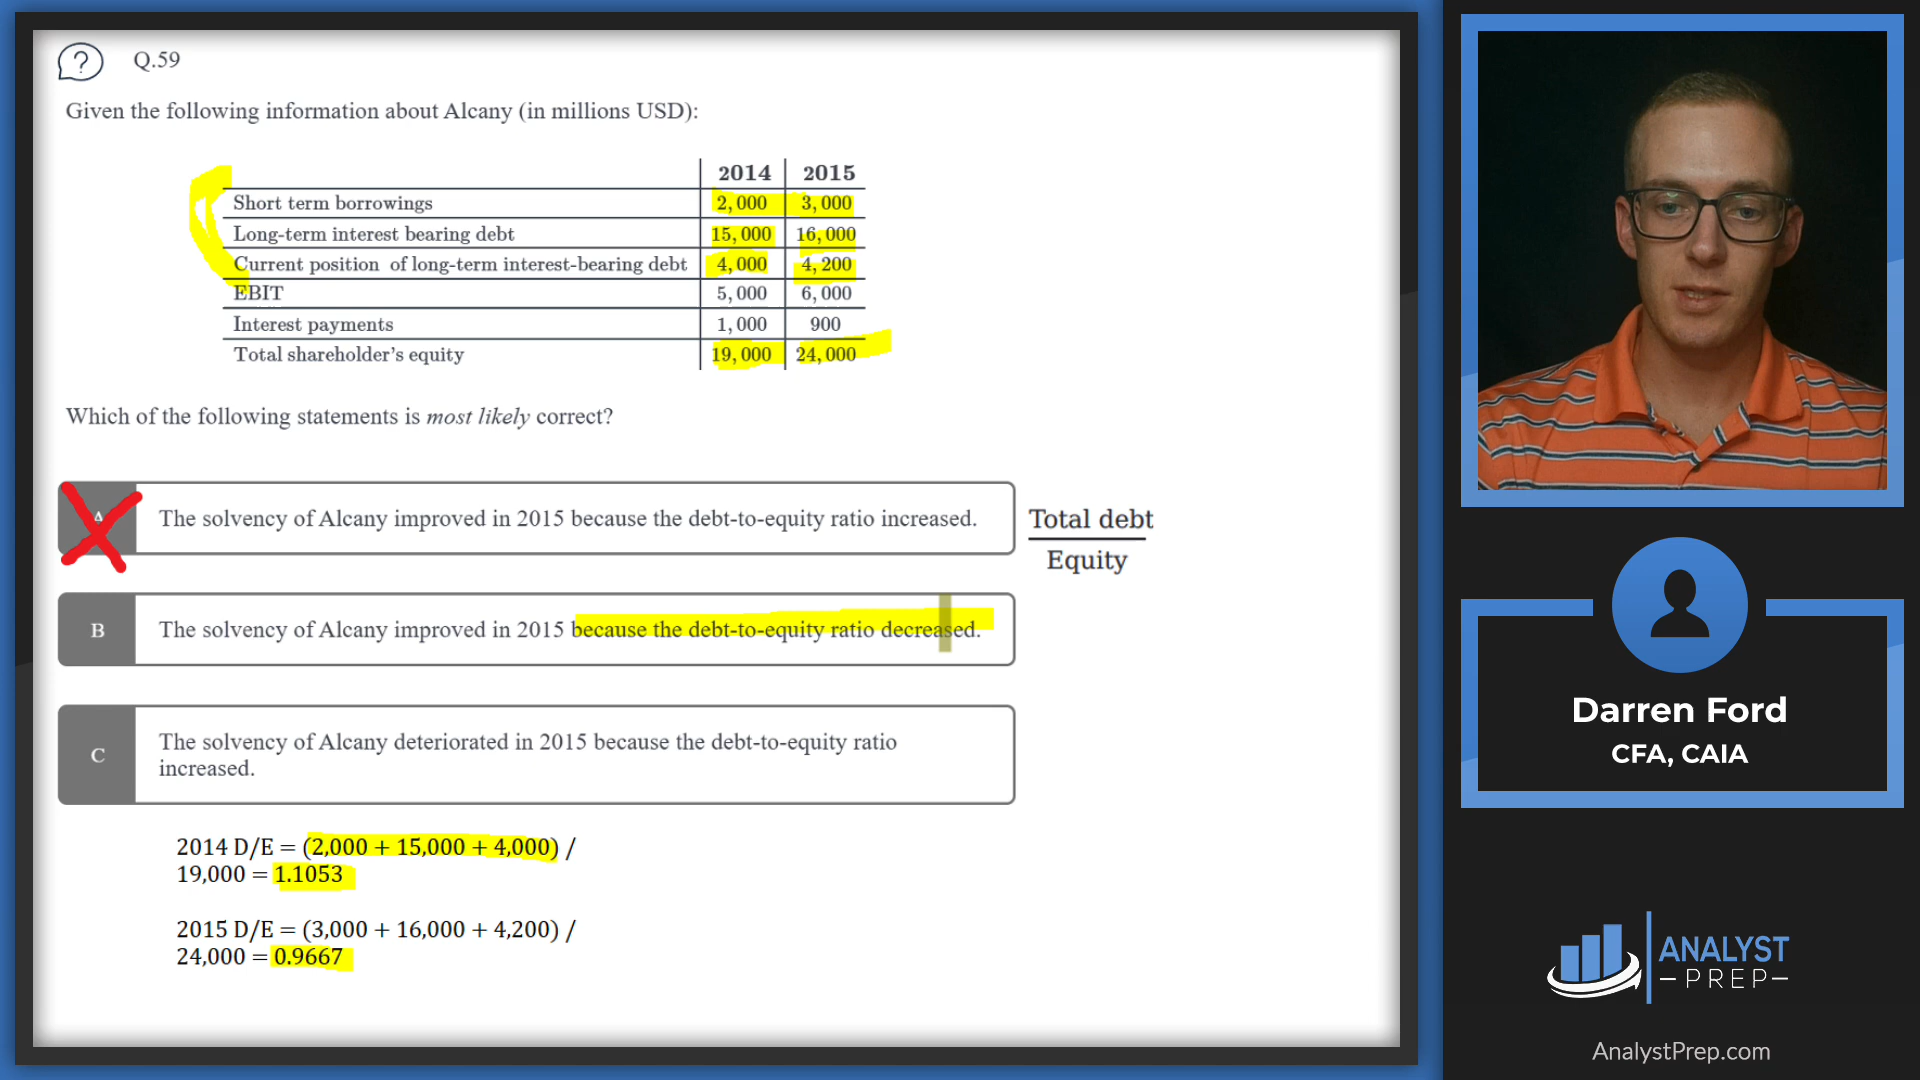 ?
Q.59
Given the following information about Alcany (in millions USD):
2014 2015
Short term borrowings 2,000 3,000
Long-term interest bearing debt 15,000 16,000
Current position of long-term interest-bearing debt 4,000 4,200
EBIT 5,000 6,000
Interest payments 1,000 900
Total shareholder's equity 19,000 24,000
Which of the following statements is most likely correct?
A The solvency of Alcany improved in 2015 because the debt-to-equity ratio increased.
Total debt
Equity
B The solvency of Alcany improved in 2015 because the debt-to-equity ratio decreased.
C The solvency of Alcany deteriorated in 2015 because the debt-to-equity ratio
increased.
2014 D/E = (2,000 + 15,000 + 4,000) /
19,000 = 1.1053
2015 D/E = (3,000 + 16,000 + 4,200) /
24,000 = 0.9667
Darren Ford
CFA, CAIA
ANALYST
PREP
AnalystPrep.com